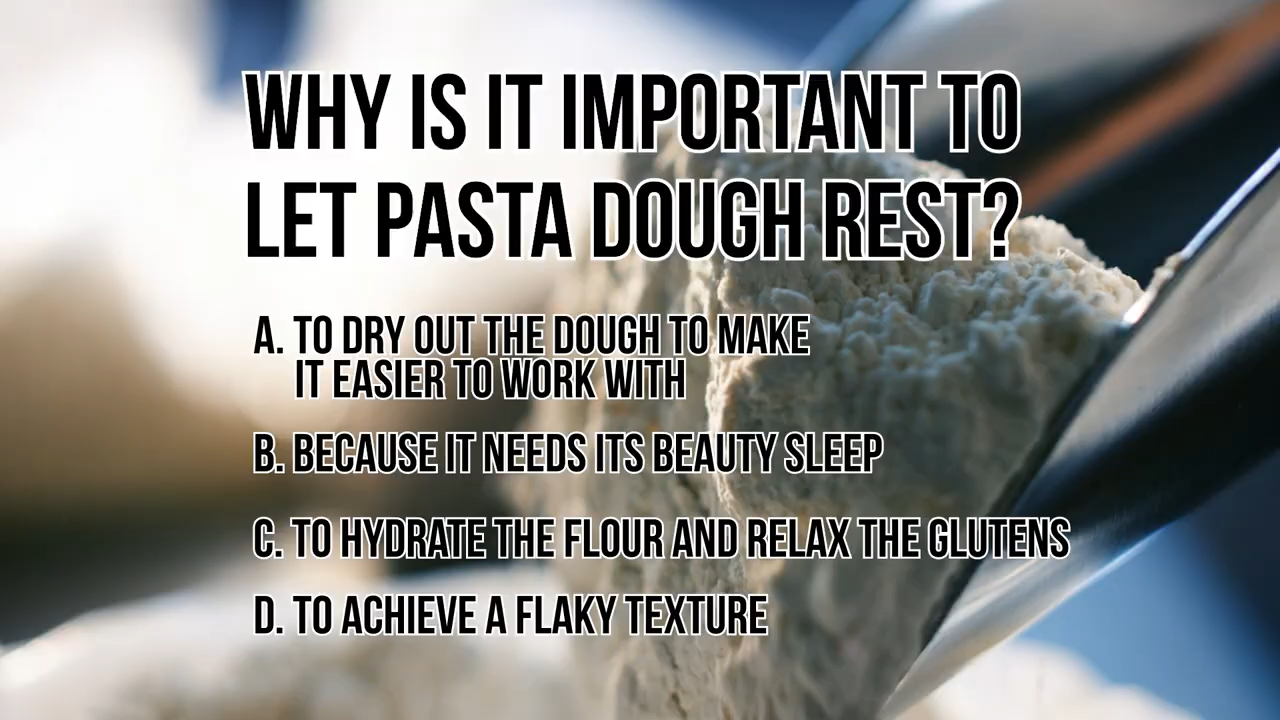 WHY IS IT IMPORTANT TO
LET PASTA DOUGH REST?
A. TO DRY OUT THE DOUGH TO MAKE
IT EASIER TO WORK WITH
B. BECAUSE IT NEEDS ITS BEAUTY SLEEP
C. TO HYDRATE THE FLOUR AND RELAX THE GLUTENS
D. TO ACHIEVE A FLAKY TEXTURE